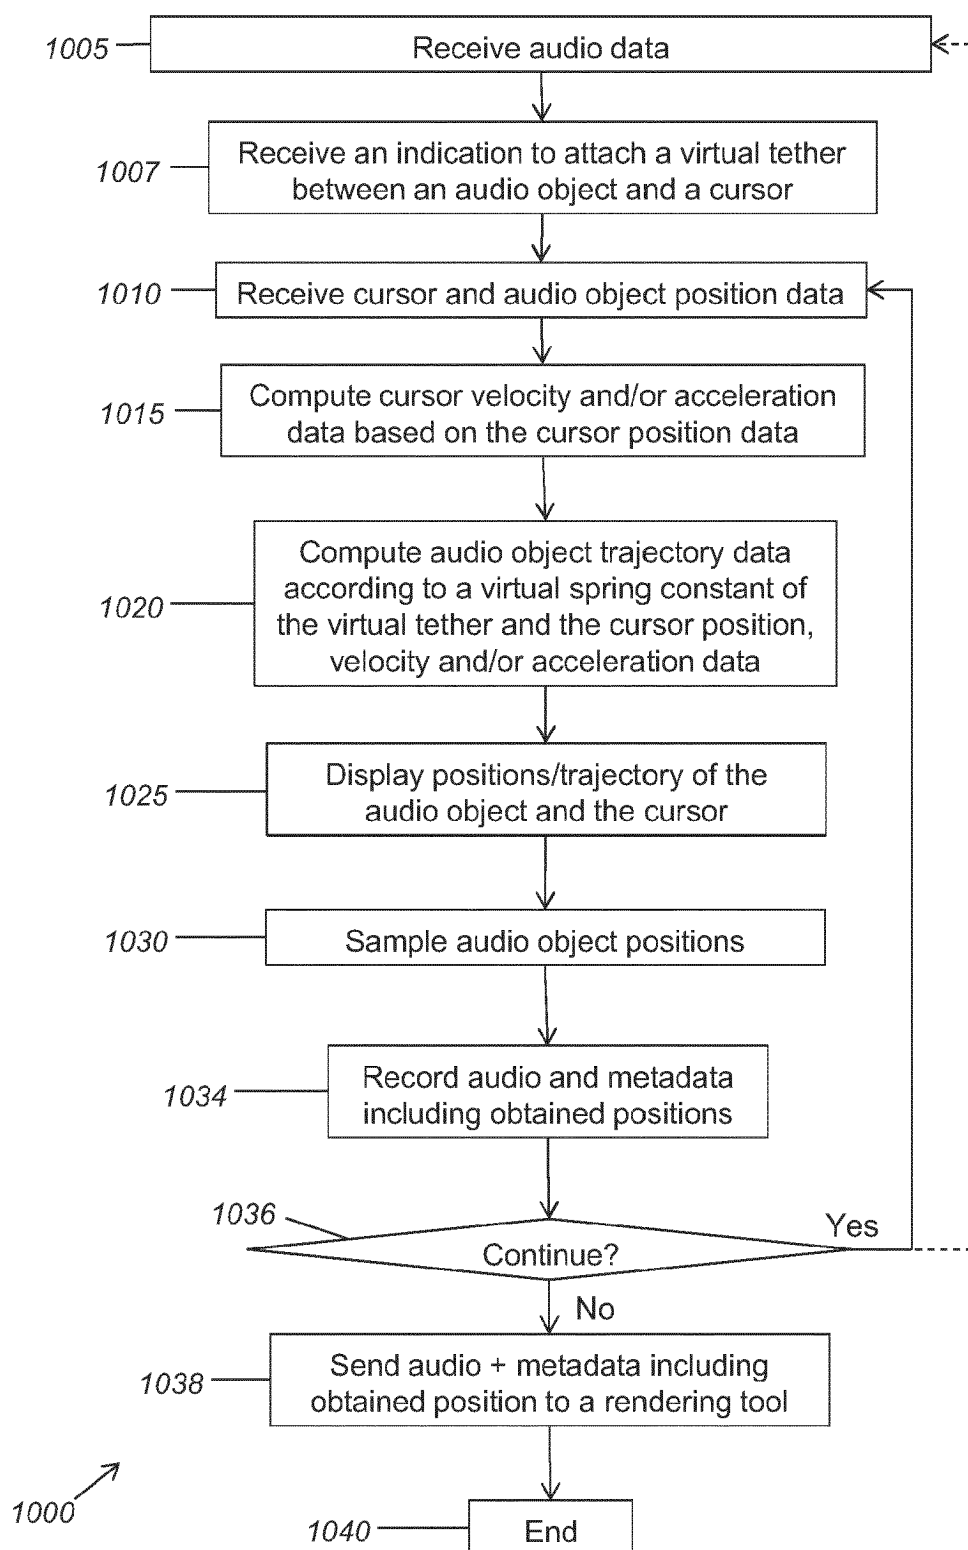 1005
Receive audio data
1007
Receive an indication to attach a virtual tether
between an audio object and a cursor
1010
Receive cursor and audio object position data
1015
Compute cursor velocity and/or acceleration
data based on the cursor position data
1020
Compute audio object trajectory data
according to a virtual spring constant of
the virtual tether and the cursor position,
velocity and/or acceleration data
1025
Display positions/trajectory of the
audio object and the cursor
1030
Sample audio object positions
1034
Record audio and metadata
including obtained positions
1036
Continue?
Yes
No
1038
Send audio + metadata including
obtained position to a rendering tool
1000
1040
End